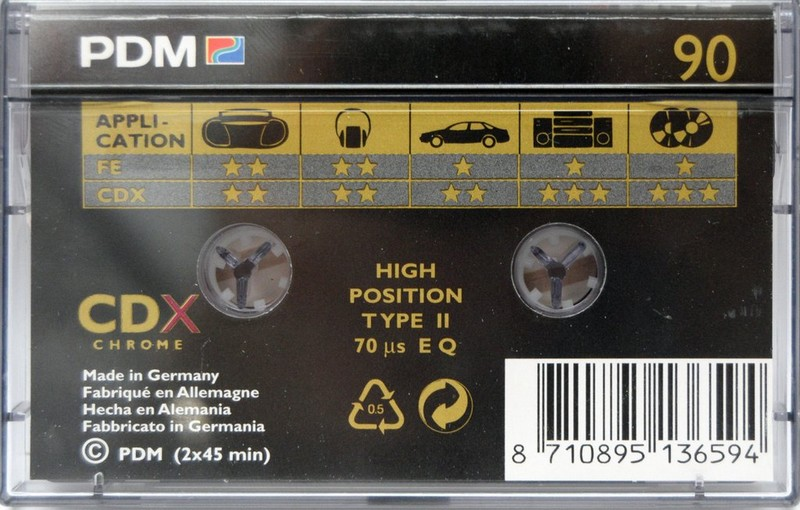 PDM
90
APPLI-
CATION
FE ★★ ★★ ★ ★ ★
CDX ★★ ★★ ★★ ★★★ ★★★
HIGH
POSITION
TYPE II
70 µs EQ
CDX
CHROME
Made in Germany
Fabriqué en Allemagne
Hecha en Alemania
Fabbricato in Germania
© PDM (2x45 min)
0.5
8 710895 136594